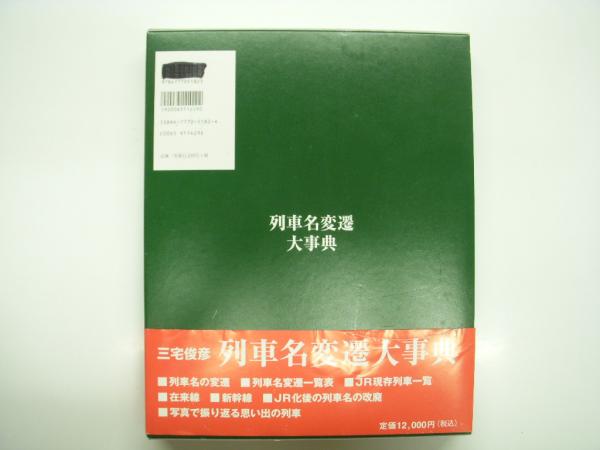 列車名変遷
大事典
三宅俊彦 列車名変遷大事典
■列車名の変遷 ■列車名変遷一覧表 ■JR現存列車一覧
■在来線 ■新幹線 ■JR化後の列車名の改廃
■写真で振り返る思い出の列車
定価12,000円(税込)